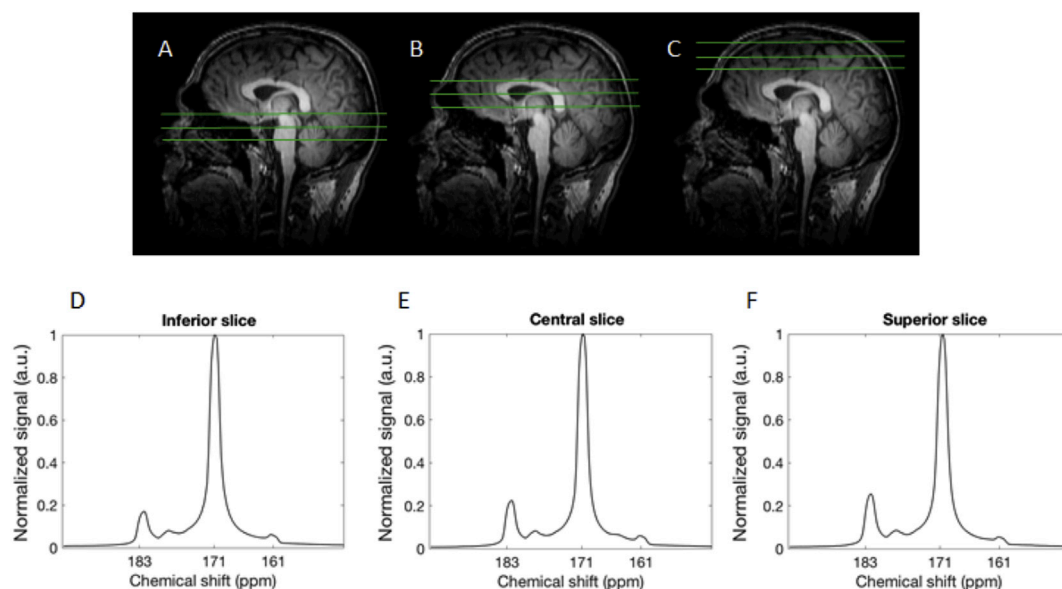 A B C
D E F
Inferior slice Central slice Superior slice
1 1 1
0.8 0.8 0.8
0.6 0.6 0.6
0.4 0.4 0.4
0.2 0.2 0.2
0 0 0
Normalized signal (a.u.) Normalized signal (a.u.) Normalized signal (a.u.)
183 171 161 183 171 161 183 171 161
Chemical shift (ppm) Chemical shift (ppm) Chemical shift (ppm)